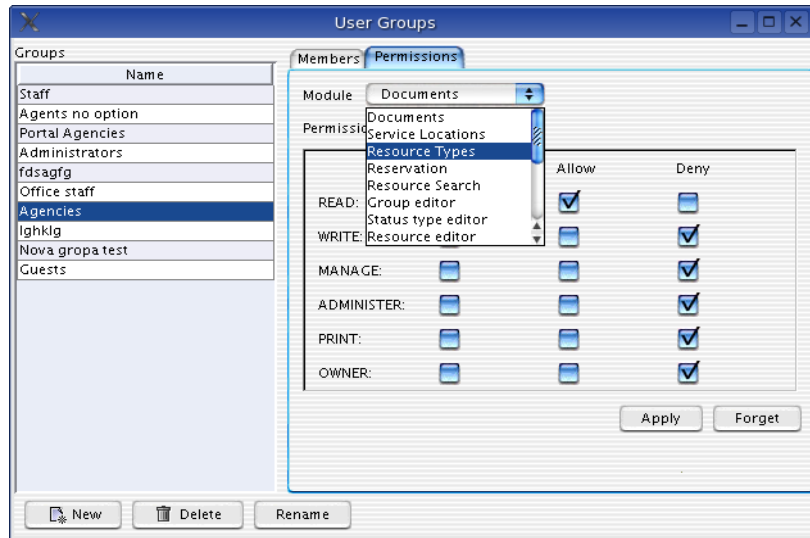 User Groups
Groups
Name
Staff
Agents no option
Portal Agencies
Administrators
fdsagfg
Office staff
Agencies
lghklg
Nova gropa test
Guests
Members Permissions
Module Documents
Documents
Service Locations
Resource Types
Reservation
Resource Search
Group editor
Status type editor
Resource editor
Allow Deny
READ:
WRITE:
MANAGE:
ADMINISTER:
PRINT:
OWNER:
Apply Forget
New Delete Rename